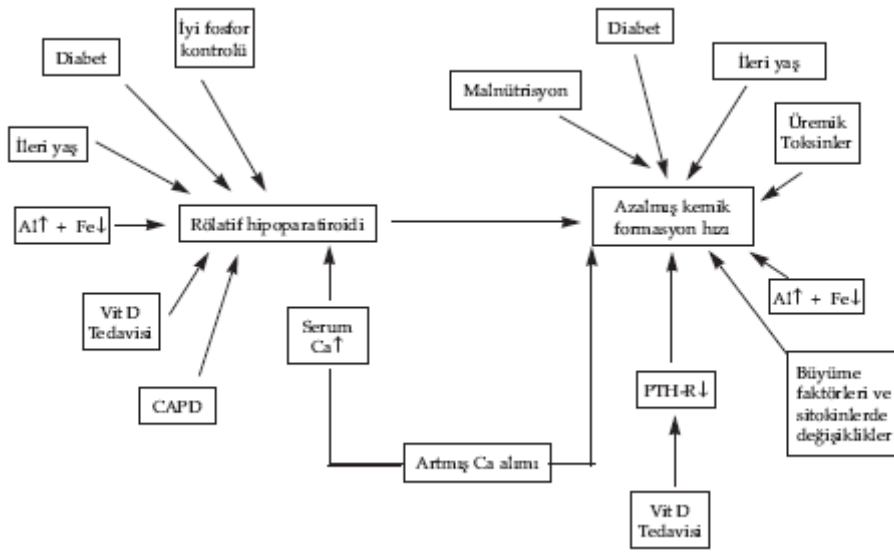 İyi fosfor
kontrolü
Diabet
Diabet
İleri yaş
Malnütrisyon
Üremik
Toksinler
İleri yaş
Al↑ + Fe↓
Rölatif hipoparatiroidi
Azalmış kemik
formasyon hızı
Al↑ + Fe↓
Vit D
Tedavisi
Serum
Ca↑
CAPD
PTH-R↓
Büyüme
faktörleri ve
sitokinlerde
değişiklikler
Artmış Ca alımı
Vit D
Tedavisi